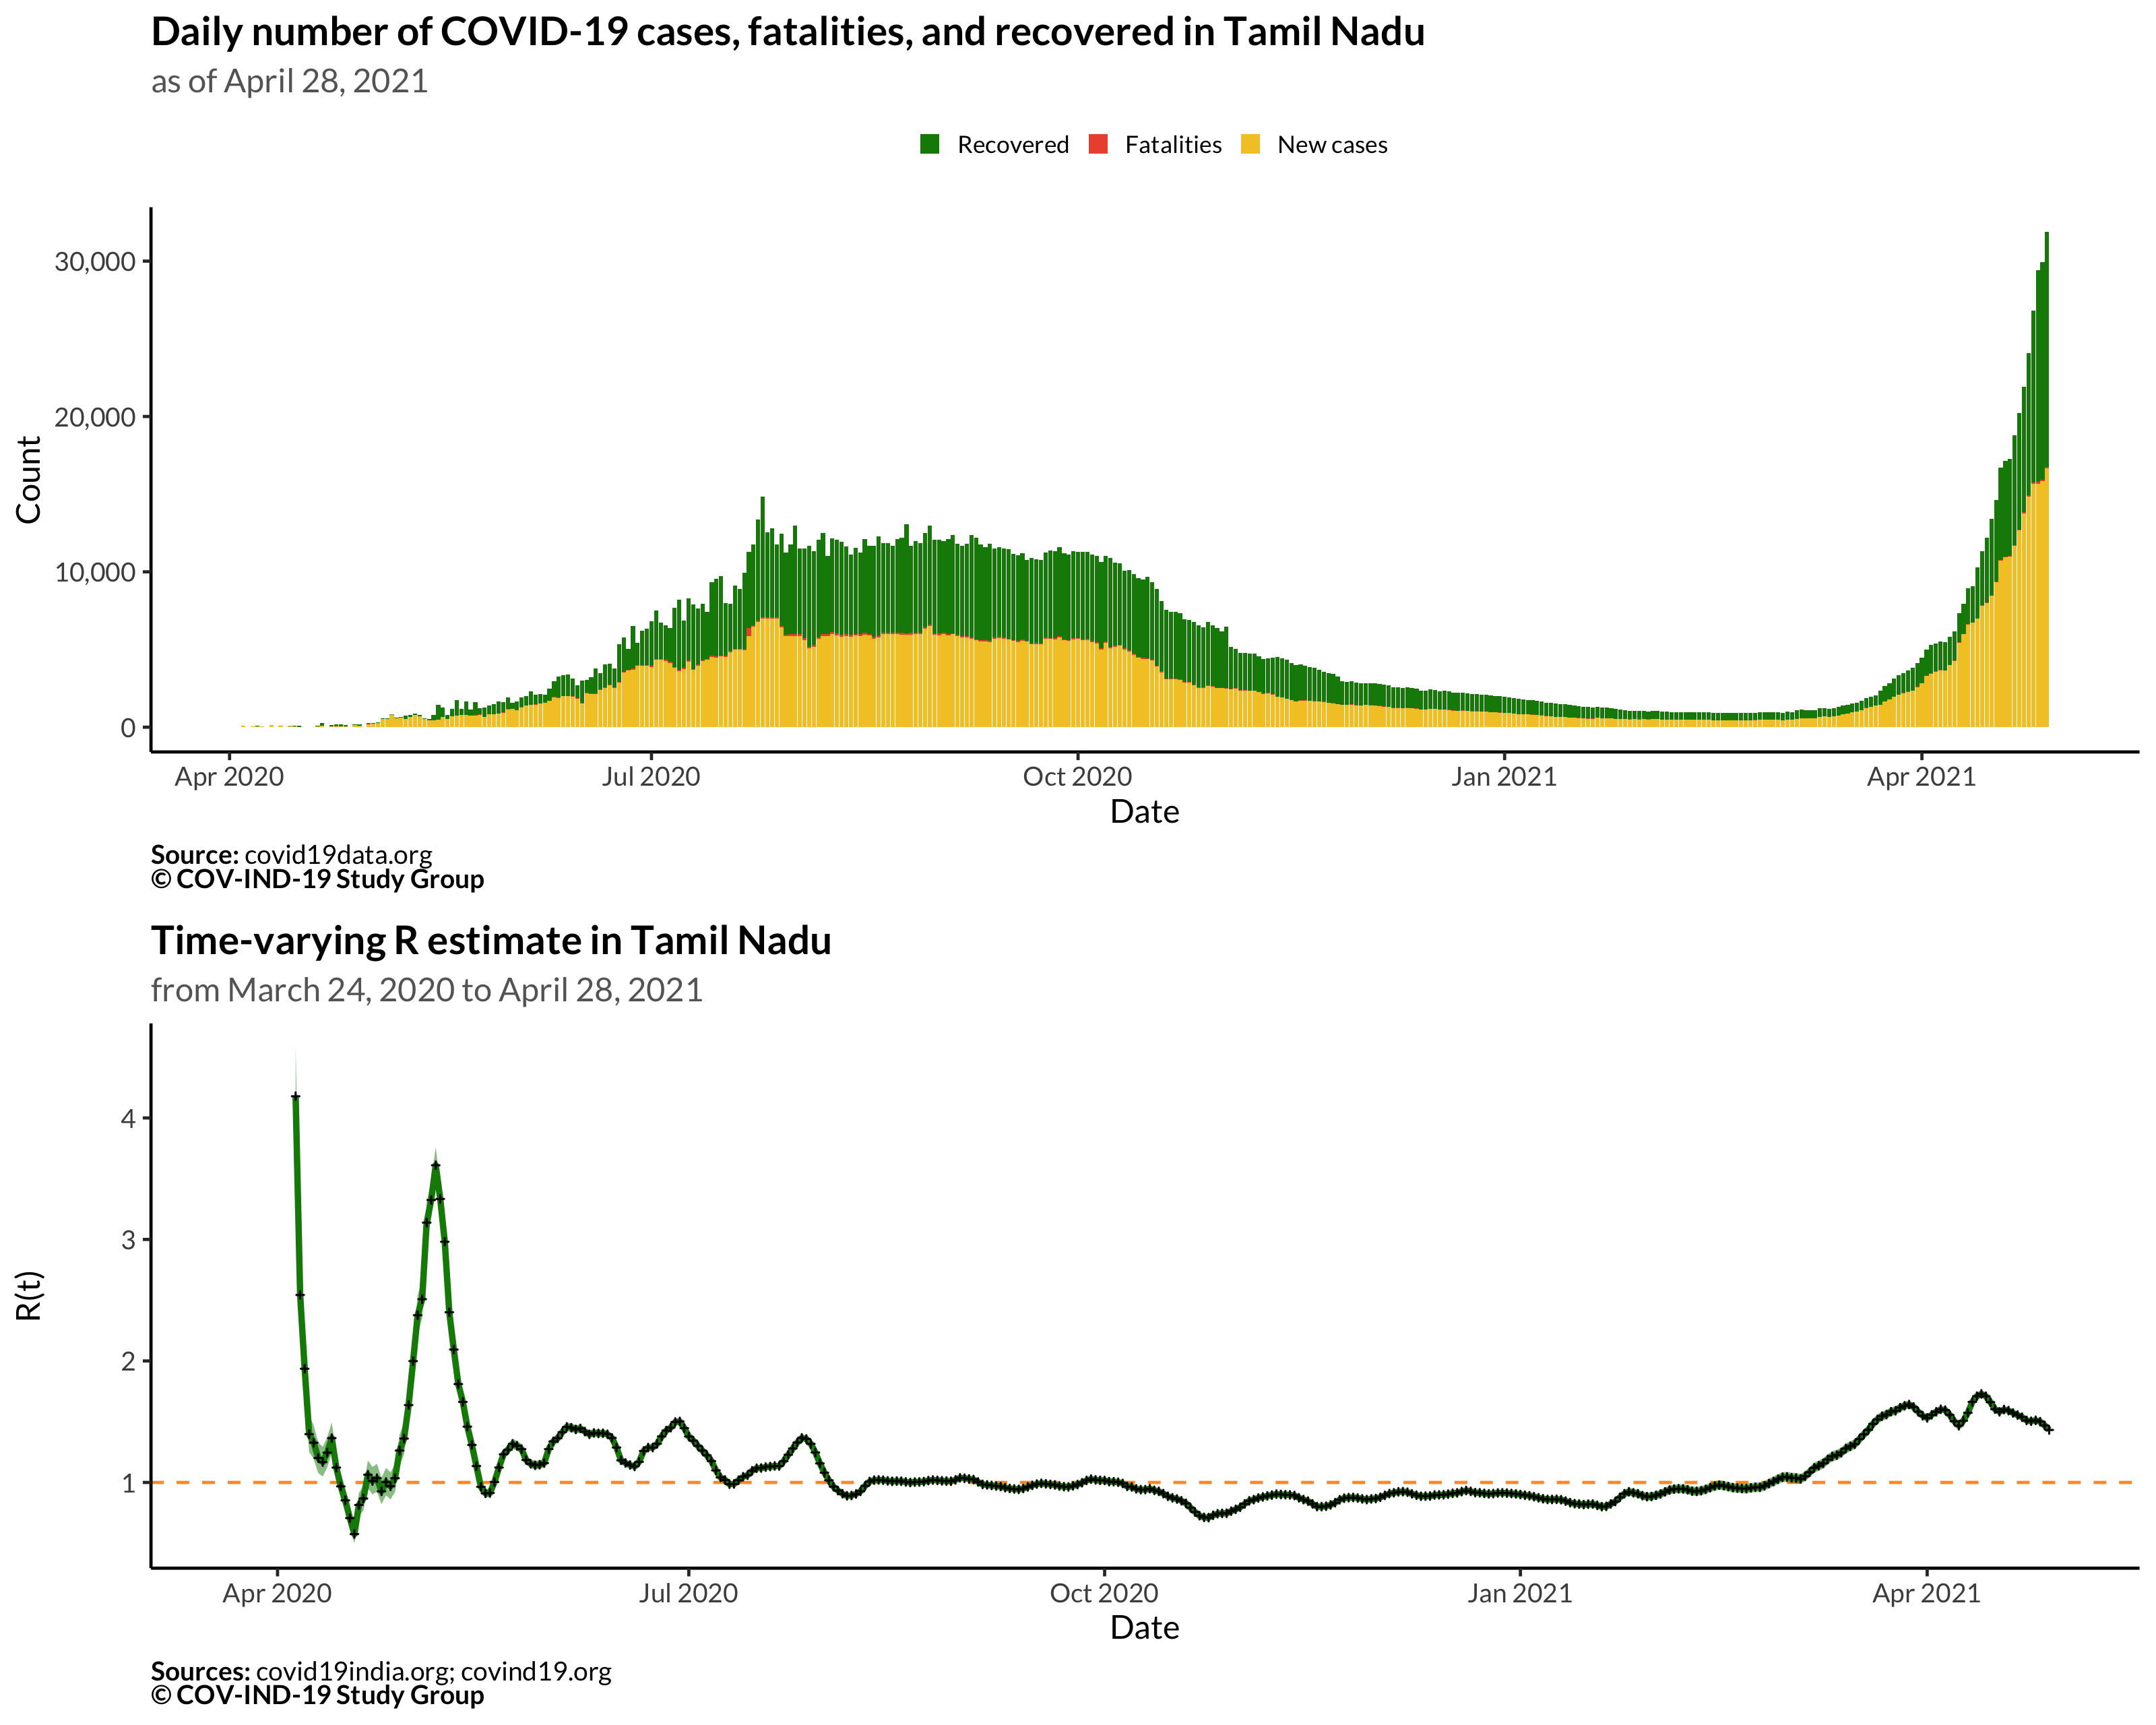 Daily number of COVID-19 cases, fatalities, and recovered in Tamil Nadu
as of April 28, 2021
Recovered Fatalities New cases
30,000
20,000
10,000
0
Count
Apr 2020 Jul 2020 Oct 2020 Jan 2021 Apr 2021
Date
Source: covid19data.org
© COV-IND-19 Study Group
Time-varying R estimate in Tamil Nadu
from March 24, 2020 to April 28, 2021
4
3
2
1
R(t)
Apr 2020 Jul 2020 Oct 2020 Jan 2021 Apr 2021
Date
Sources: covid19india.org; covind19.org
© COV-IND-19 Study Group